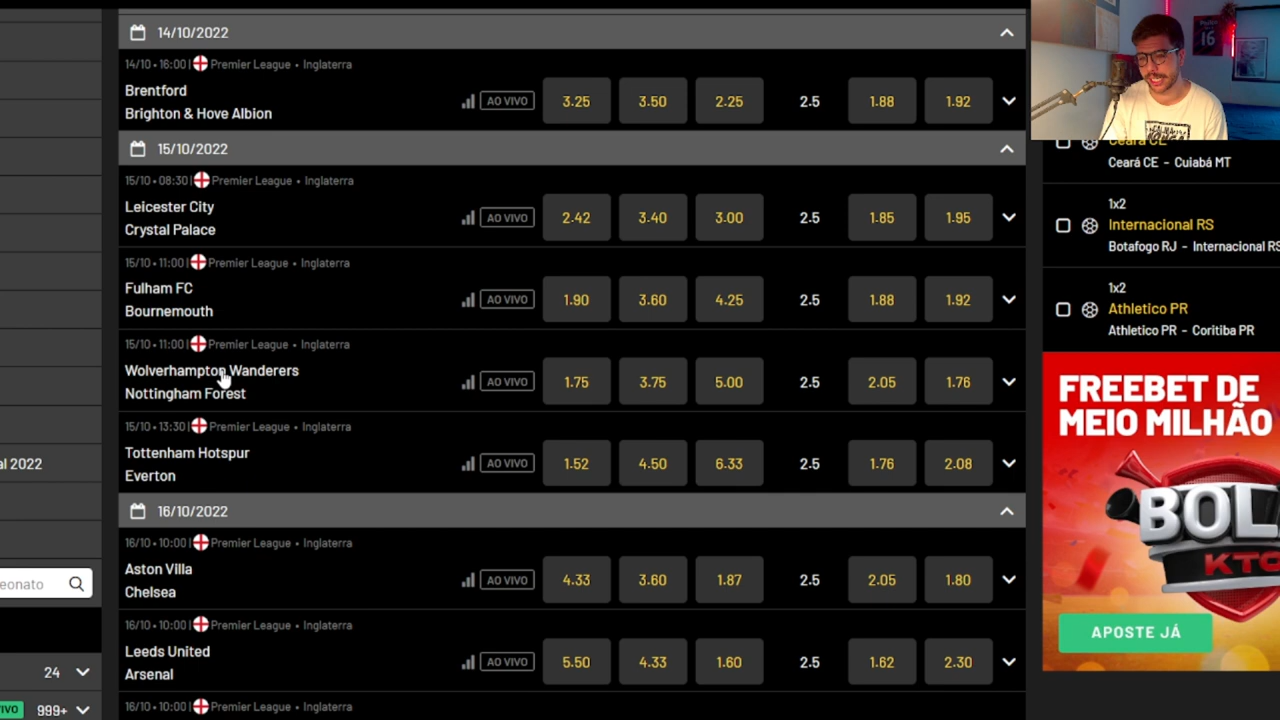 14/10/2022
14/10 • 16:00 | Premier League • Inglaterra
Brentford
Brighton & Hove Albion
AO VIVO 3.25 3.50 2.25 2.5 1.88 1.92
15/10/2022
15/10 • 08:30 | Premier League • Inglaterra
Leicester City
Crystal Palace
AO VIVO 2.42 3.40 3.00 2.5 1.85 1.95
15/10 • 11:00 | Premier League • Inglaterra
Fulham FC
Bournemouth
AO VIVO 1.90 3.60 4.25 2.5 1.88 1.92
15/10 • 11:00 | Premier League • Inglaterra
Wolverhampton Wanderers
Nottingham Forest
AO VIVO 1.75 3.75 5.00 2.5 2.05 1.76
15/10 • 13:30 | Premier League • Inglaterra
Tottenham Hotspur
Everton
AO VIVO 1.52 4.50 6.33 2.5 1.76 2.08
16/10/2022
16/10 • 10:00 | Premier League • Inglaterra
Aston Villa
Chelsea
AO VIVO 4.33 3.60 1.87 2.5 2.05 1.80
16/10 • 10:00 | Premier League • Inglaterra
Leeds United
Arsenal
AO VIVO 5.50 4.33 1.60 2.5 1.62 2.30
16/10 • 10:00 | Premier League • Inglaterra
al 2022
eonato
24
IVO 999+
16
Ceará CE
Ceará CE - Cuiabá MT
1x2
Internacional RS
Botafogo RJ - Internacional RS
1x2
Athletico PR
Athletico PR - Coritiba PR
FREEBET DE
MEIO MILHÃO
BOL
KTO
APOSTE JÁ